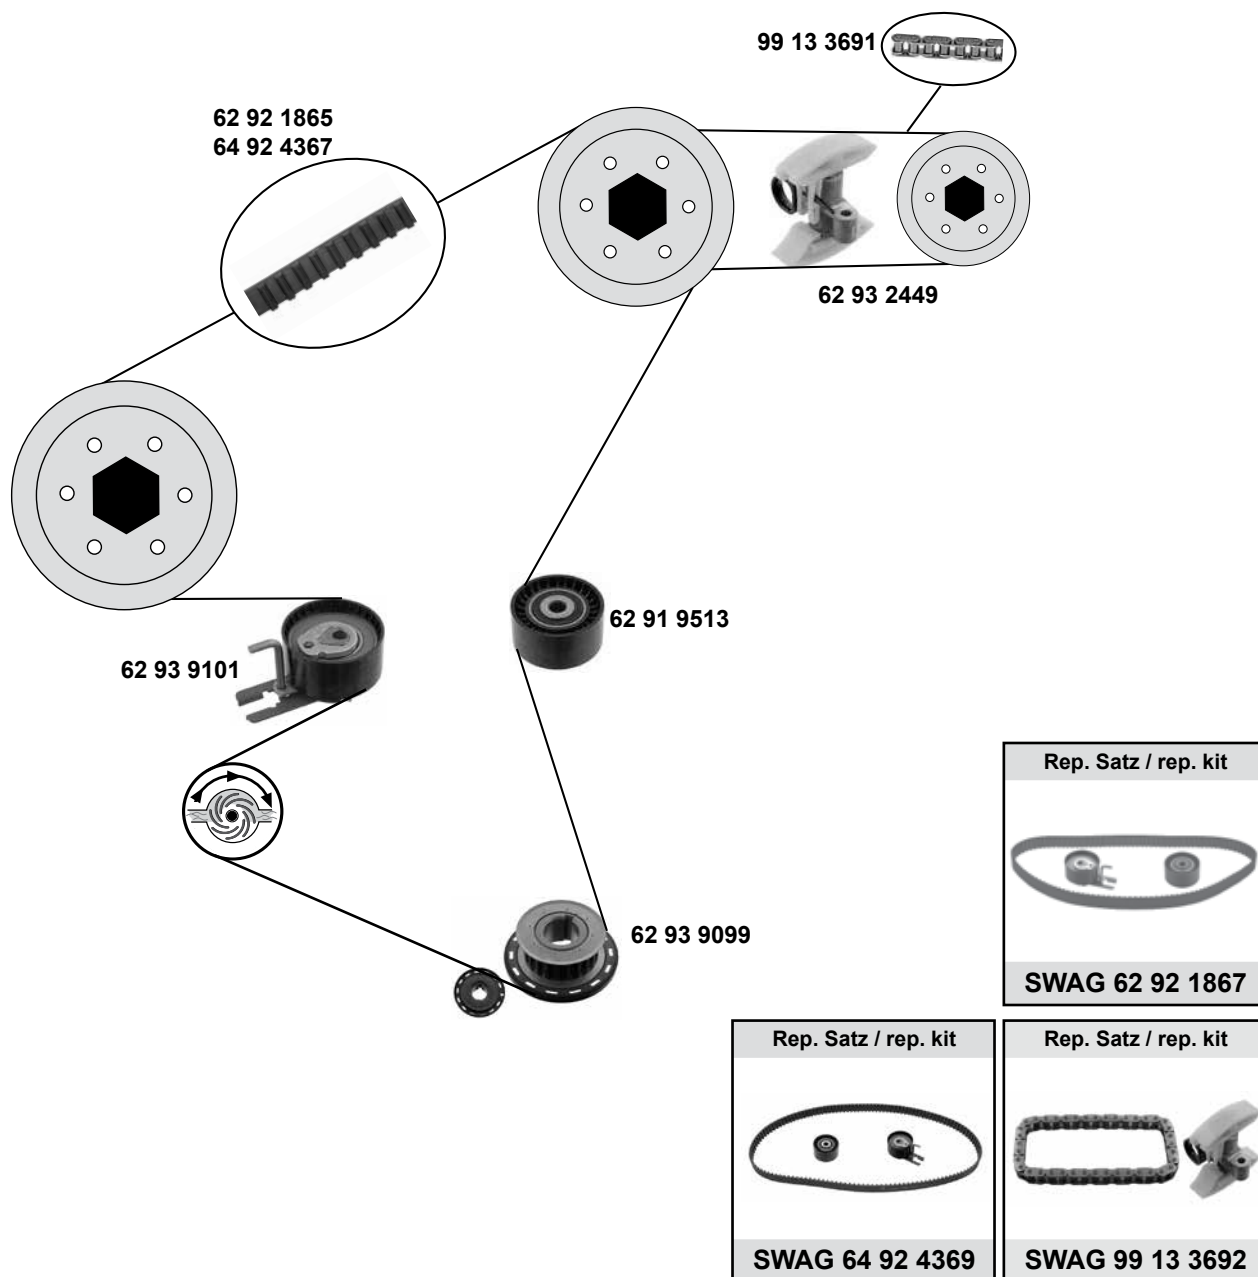 99 13 3691
62 92 1865
64 92 4367
62 93 2449
62 91 9513
62 93 9101
62 93 9099
Rep. Satz / rep. kit
SWAG 62 92 1867
Rep. Satz / rep. kit
SWAG 64 92 4369
Rep. Satz / rep. kit
SWAG 99 13 3692